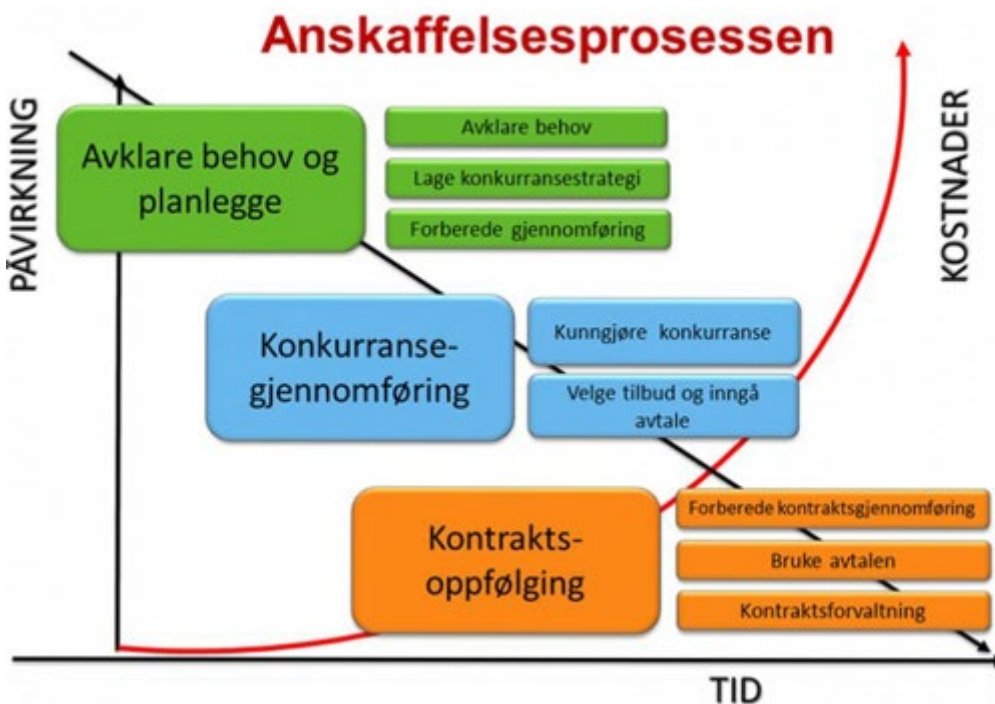 Anskaffelsesprosessen
PÅVIRKNING
KOSTNADER
Avklare behov og
planlegge
Avklare behov
Lage konkurransestrategi
Forberede gjennomføring
Konkurranse-
gjennomføring
Kunngjøre konkurranse
Velge tilbud og inngå
avtale
Kontrakts-
oppfølging
Forberede kontraktsgjennomføring
Bruke avtalen
Kontraktsforvaltning
TID